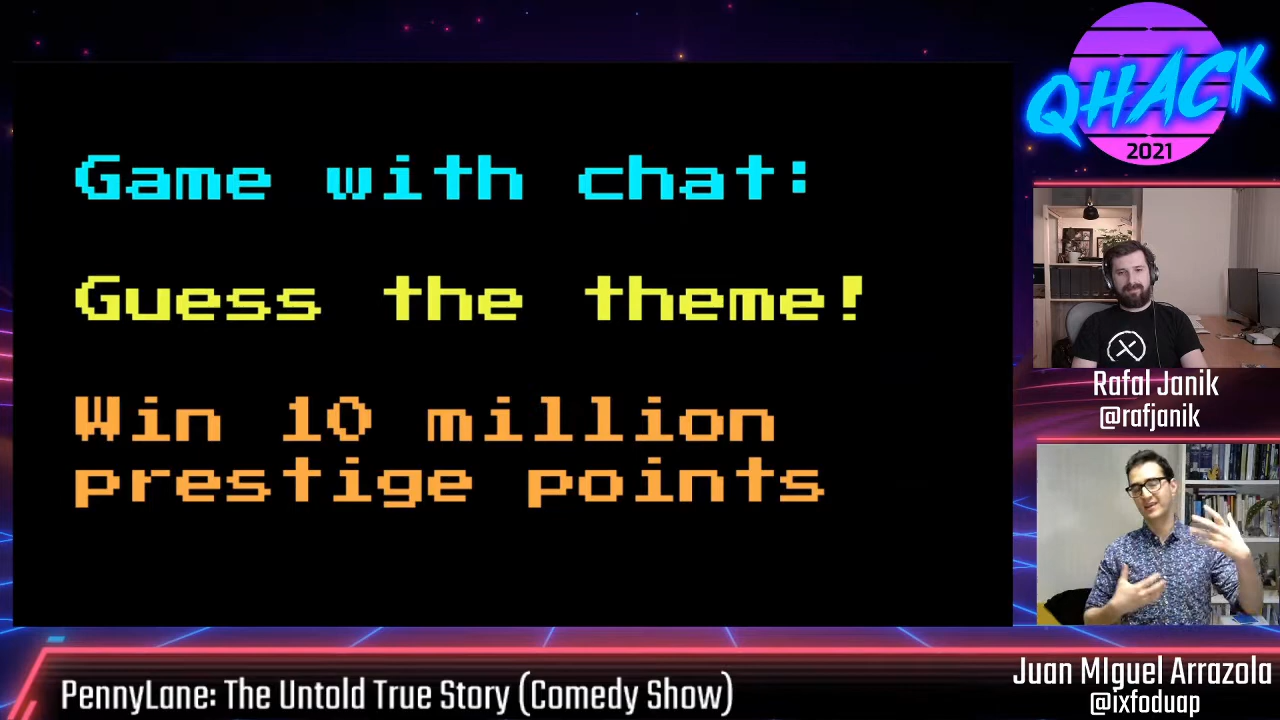 Game with chat:
Guess the theme!
Win 10 million
prestige points
QHACK
2021
Rafal Janik
@rafjanik
Juan MIguel Arrazola
@ixfoduap
PennyLane: The Untold True Story (Comedy Show)